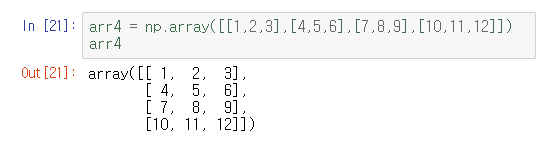 In [21]: arr4 = np.array([[1,2,3],[4,5,6],[7,8,9],[10,11,12]])
arr4
Out[21]: array([[ 1,  2,  3],
       [ 4,  5,  6],
       [ 7,  8,  9],
       [10, 11, 12]])